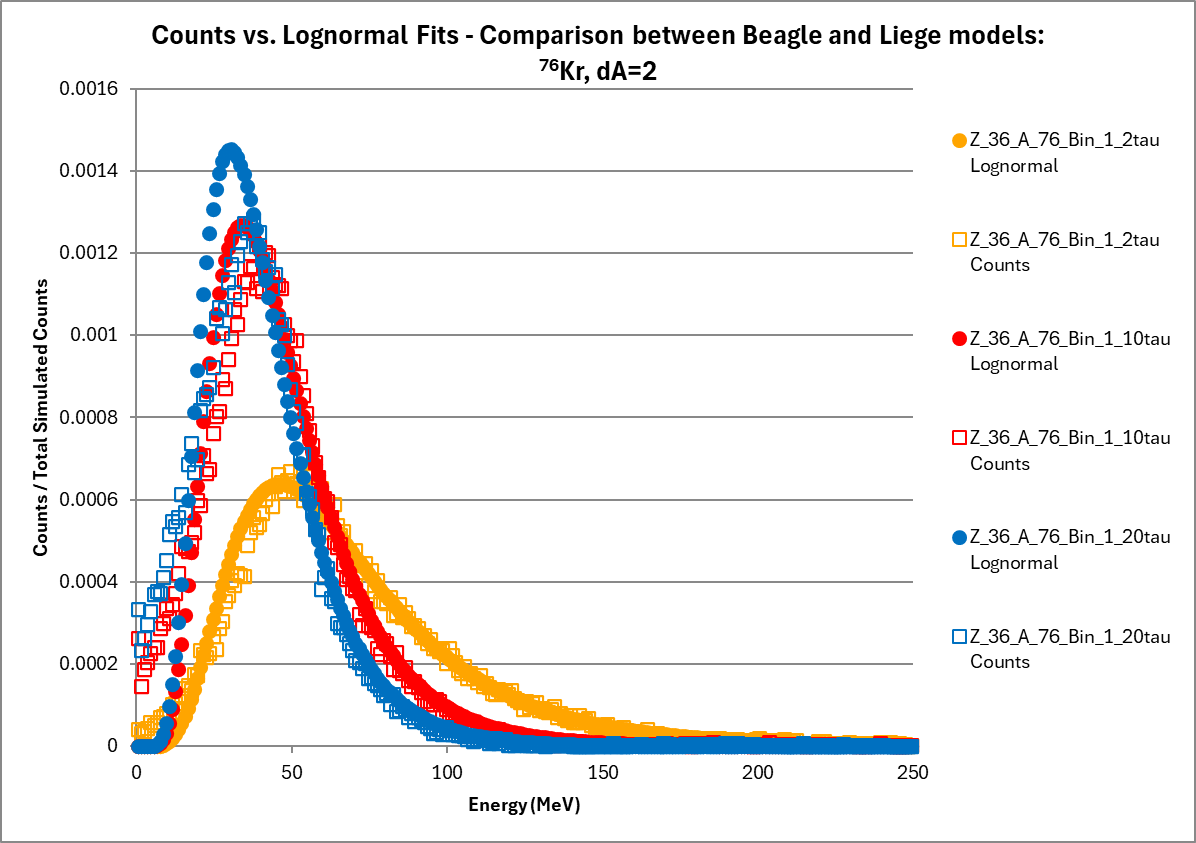 Counts vs. Lognormal Fits - Comparison between Beagle and Liege models:
⁷⁶Kr, dA=2
0.0016
0.0014
0.0012
0.001
0.0008
0.0006
0.0004
0.0002
0
Counts / Total Simulated Counts
0 50 100 150 200 250
Energy (MeV)
Z_36_A_76_Bin_1_2tau
Lognormal
Z_36_A_76_Bin_1_2tau
Counts
Z_36_A_76_Bin_1_10tau
Lognormal
Z_36_A_76_Bin_1_10tau
Counts
Z_36_A_76_Bin_1_20tau
Lognormal
Z_36_A_76_Bin_1_20tau
Counts